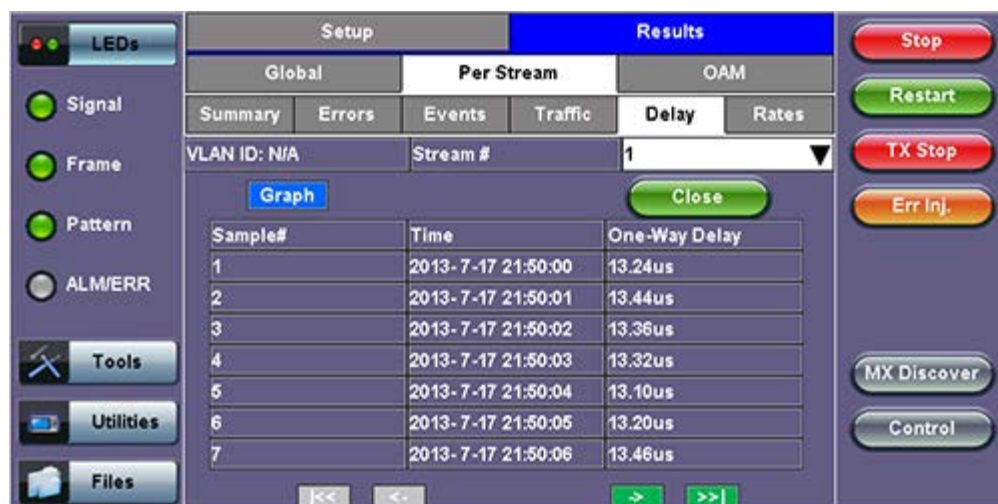 LEDs
Signal
Frame
Pattern
ALM/ERR
Tools
Utilities
Files
Setup Results
Global Per Stream OAM
Summary Errors Events Traffic Delay Rates
VLAN ID: N/A Stream # 1
Graph Close
Sample# Time One-Way Delay
1 2013- 7-17 21:50:00 13.24us
2 2013- 7-17 21:50:01 13.44us
3 2013- 7-17 21:50:02 13.36us
4 2013- 7-17 21:50:03 13.32us
5 2013- 7-17 21:50:04 13.10us
6 2013- 7-17 21:50:05 13.20us
7 2013- 7-17 21:50:06 13.46us
|<< <- -> >>|
Stop
Restart
TX Stop
Err Inj.
MX Discover
Control